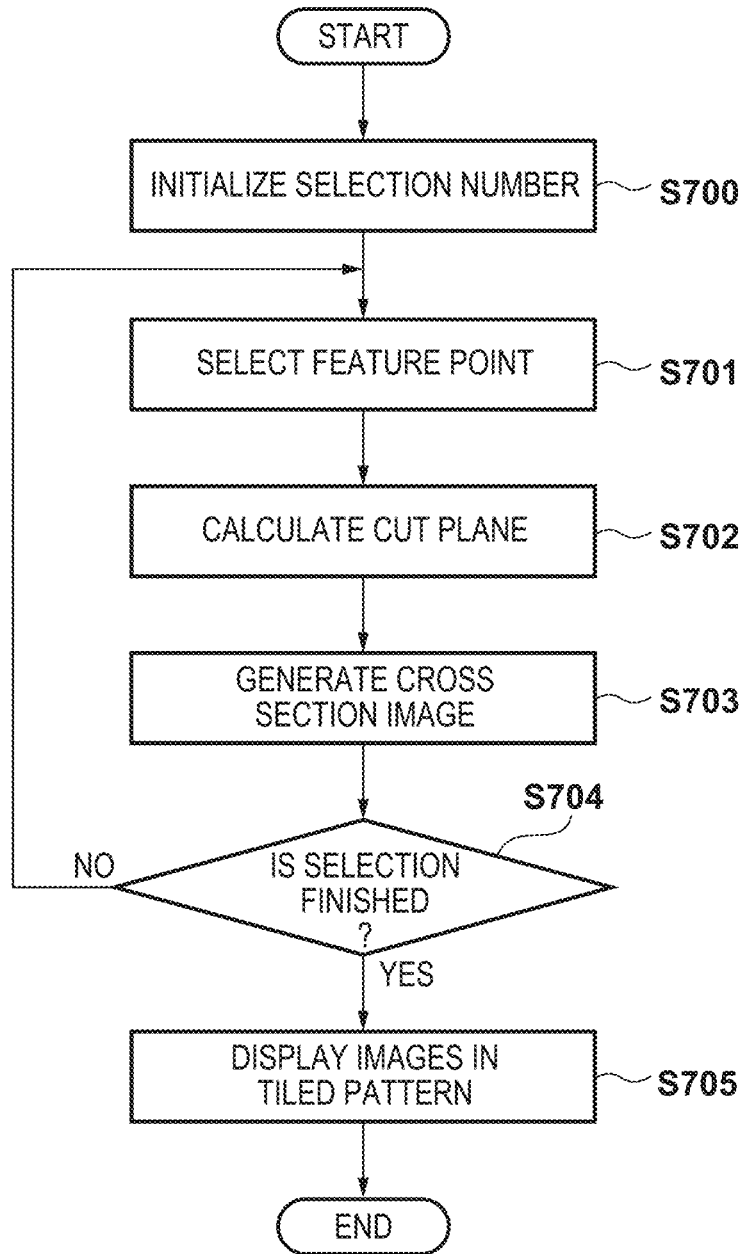 START
INITIALIZE SELECTION NUMBER
S700
SELECT FEATURE POINT
S701
CALCULATE CUT PLANE
S702
GENERATE CROSS
SECTION IMAGE
S703
S704
NO
IS SELECTION
FINISHED
?
YES
DISPLAY IMAGES IN
TILED PATTERN
S705
END